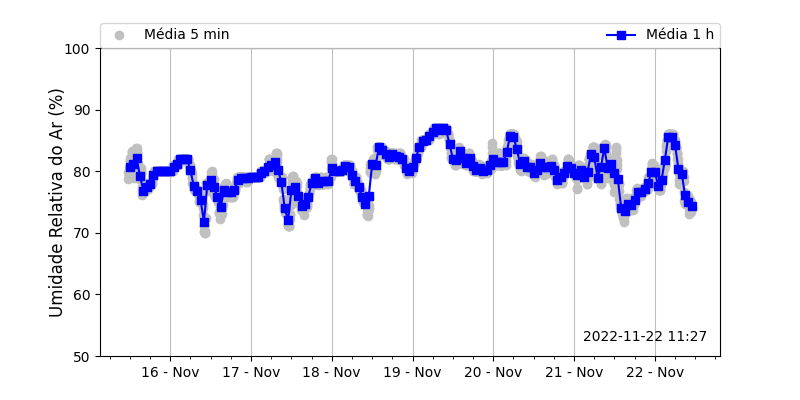 Média 5 min
Média 1 h
100
90
80
70
60
50
Umidade Relativa do Ar (%)
2022-11-22 11:27
16 - Nov
17 - Nov
18 - Nov
19 - Nov
20 - Nov
21 - Nov
22 - Nov